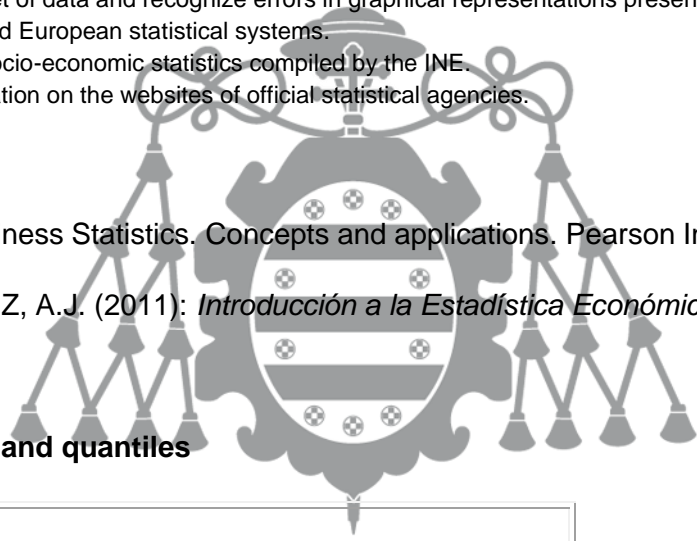 et of data and recognize errors in graphical representations presen
d European statistical systems.
ocio-economic statistics compiled by the INE.
ation on the websites of official statistical agencies.
ness Statistics. Concepts and applications. Pearson In
Z, A.J. (2011): Introducción a la Estadística Económic
and quantiles